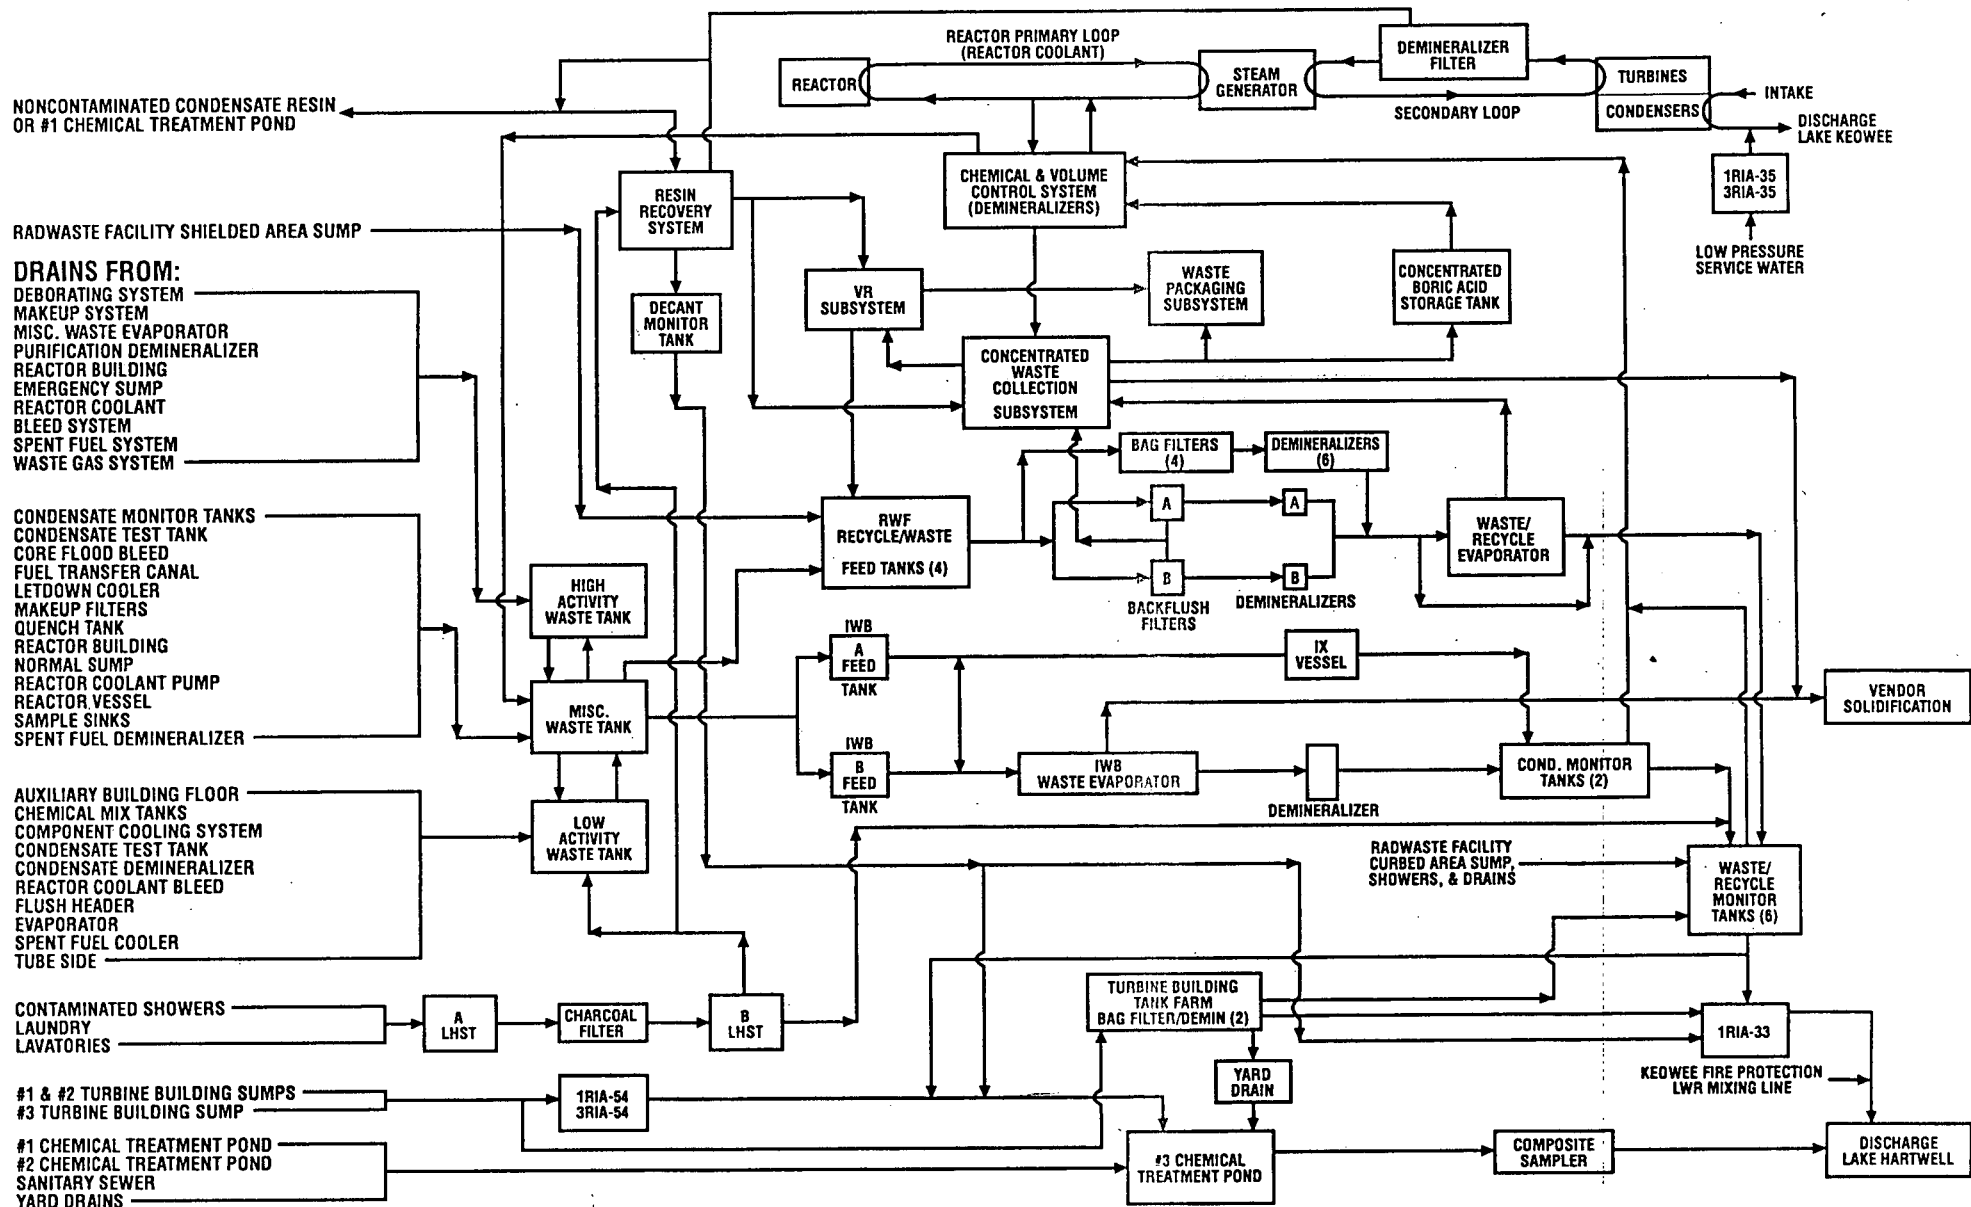 REACTOR PRIMARY LOOP
(REACTOR COOLANT)
REACTOR
STEAM
GENERATOR
DEMINERALIZER
FILTER
SECONDARY LOOP
TURBINES
CONDENSERS
INTAKE
DISCHARGE
LAKE KEOWEE
1RIA-35
3RIA-35
LOW PRESSURE
SERVICE WATER
NONCONTAMINATED CONDENSATE RESIN
OR #1 CHEMICAL TREATMENT POND
RESIN
RECOVERY
SYSTEM
CHEMICAL & VOLUME
CONTROL SYSTEM
(DEMINERALIZERS)
RADWASTE FACILITY SHIELDED AREA SUMP
DECANT
MONITOR
TANK
VR
SUBSYSTEM
WASTE
PACKAGING
SUBSYSTEM
CONCENTRATED
BORIC ACID
STORAGE TANK
CONCENTRATED
WASTE
COLLECTION
SUBSYSTEM
DRAINS FROM:
DEBORATING SYSTEM
MAKEUP SYSTEM
MISC. WASTE EVAPORATOR
PURIFICATION DEMINERALIZER
REACTOR BUILDING
EMERGENCY SUMP
REACTOR COOLANT
BLEED SYSTEM
SPENT FUEL SYSTEM
WASTE GAS SYSTEM
BAG FILTERS
(4)
DEMINERALIZERS
(6)
RWF
RECYCLE/WASTE
FEED TANKS (4)
A
A
B
B
BACKFLUSH
FILTERS
DEMINERALIZERS
WASTE/
RECYCLE
EVAPORATOR
CONDENSATE MONITOR TANKS
CONDENSATE TEST TANK
CORE FLOOD BLEED
FUEL TRANSFER CANAL
LETDOWN COOLER
MAKEUP FILTERS
QUENCH TANK
REACTOR BUILDING
NORMAL SUMP
REACTOR COOLANT PUMP
REACTOR VESSEL
SAMPLE SINKS
SPENT FUEL DEMINERALIZER
HIGH
ACTIVITY
WASTE TANK
MISC.
WASTE TANK
LOW
ACTIVITY
WASTE TANK
IWB
A
FEED
TANK
IWB
B
FEED
TANK
IX
VESSEL
IWB
WASTE EVAPORATOR
DEMINERALIZER
COND. MONITOR
TANKS (2)
VENDOR
SOLIDIFICATION
AUXILIARY BUILDING FLOOR
CHEMICAL MIX TANKS
COMPONENT COOLING SYSTEM
CONDENSATE TEST TANK
CONDENSATE DEMINERALIZER
REACTOR COOLANT BLEED
FLUSH HEADER
EVAPORATOR
SPENT FUEL COOLER
TUBE SIDE
RADWASTE FACILITY
CURBED AREA SUMP,
SHOWERS, & DRAINS
WASTE/
RECYCLE
MONITOR
TANKS (6)
CONTAMINATED SHOWERS
LAUNDRY
LAVATORIES
A
LHST
CHARCOAL
FILTER
B
LHST
TURBINE BUILDING
TANK FARM
BAG FILTER/DEMIN (2)
1RIA-33
YARD
DRAIN
KEOWEE FIRE PROTECTION
LWR MIXING LINE
#1 & #2 TURBINE BUILDING SUMPS
#3 TURBINE BUILDING SUMP
1RIA-54
3RIA-54
#1 CHEMICAL TREATMENT POND
#2 CHEMICAL TREATMENT POND
SANITARY SEWER
YARD DRAINS
#3 CHEMICAL
TREATMENT POND
COMPOSITE
SAMPLER
DISCHARGE
LAKE HARTWELL